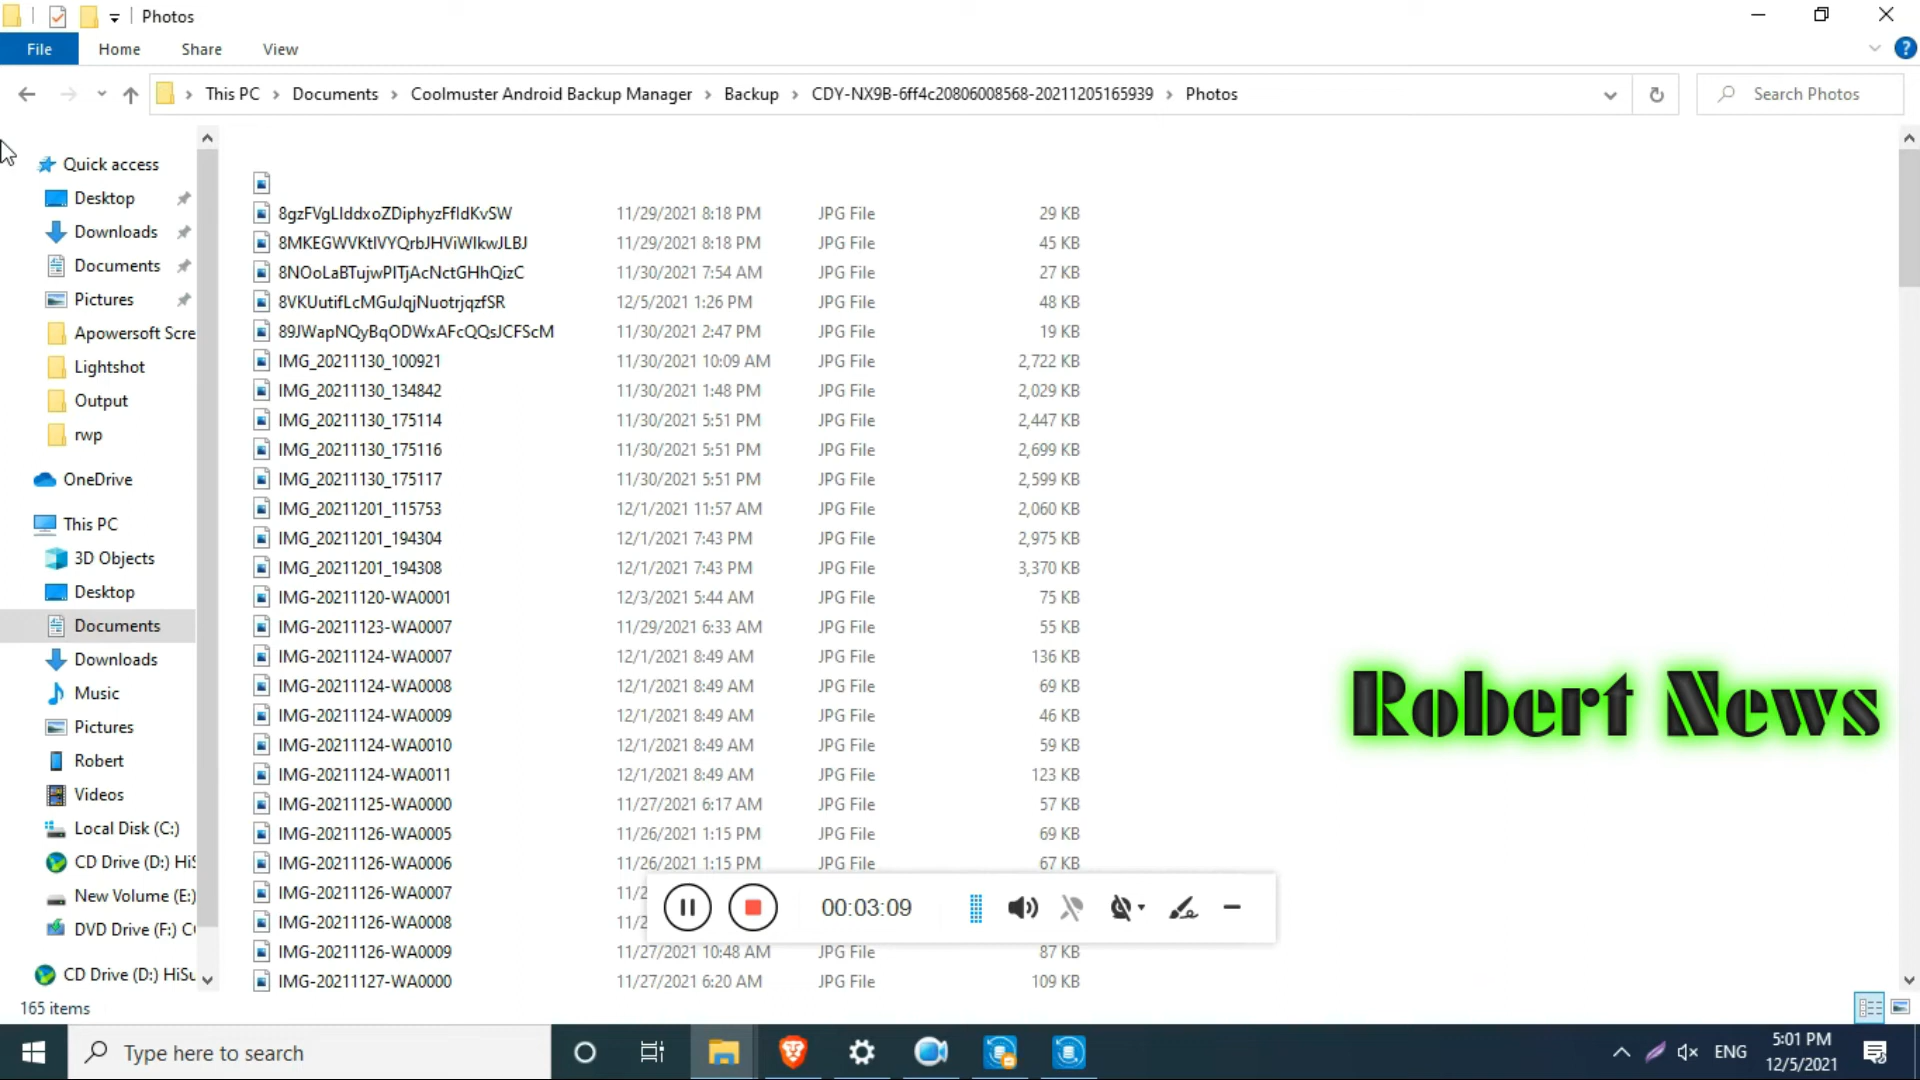 Photos
File Home Share View
This PC > Documents > Coolmuster Android Backup Manager > Backup > CDY-NX9B-6ff4c20806008568-20211205165939 > Photos
Search Photos
Quick access
Desktop
Downloads
Documents
Pictures
Apowersoft Scre
Lightshot
Output
rwp
OneDrive
This PC
3D Objects
Desktop
Documents
Downloads
Music
Pictures
Robert
Videos
Local Disk (C:)
CD Drive (D:) HiS
New Volume (E:)
DVD Drive (F:) C
CD Drive (D:) HiSu
11/29/2021 8:18 PM JPG File 29 KB
11/29/2021 8:18 PM JPG File 45 KB
11/30/2021 7:54 AM JPG File 27 KB
12/5/2021 1:26 PM JPG File 48 KB
89JWapNQyBqODWxAFcQQsJCFScM 11/30/2021 2:47 PM JPG File 19 KB
IMG_20211130_100921 11/30/2021 10:09 AM JPG File 2,722 KB
IMG_20211130_134842 11/30/2021 1:48 PM JPG File 2,029 KB
IMG_20211130_175114 11/30/2021 5:51 PM JPG File 2,447 KB
IMG_20211130_175116 11/30/2021 5:51 PM JPG File 2,699 KB
IMG_20211130_175117 11/30/2021 5:51 PM JPG File 2,599 KB
IMG_20211201_115753 12/1/2021 11:57 AM JPG File 2,060 KB
IMG_20211201_194304 12/1/2021 7:43 PM JPG File 2,975 KB
IMG_20211201_194308 12/1/2021 7:43 PM JPG File 3,370 KB
IMG-20211120-WA0001 12/3/2021 5:44 AM JPG File 75 KB
IMG-20211123-WA0007 11/29/2021 6:33 AM JPG File 55 KB
IMG-20211124-WA0007 12/1/2021 8:49 AM JPG File 136 KB
IMG-20211124-WA0008 12/1/2021 8:49 AM JPG File 69 KB
IMG-20211124-WA0009 12/1/2021 8:49 AM JPG File 46 KB
IMG-20211124-WA0010 12/1/2021 8:49 AM JPG File 59 KB
IMG-20211124-WA0011 12/1/2021 8:49 AM JPG File 123 KB
IMG-20211125-WA0000 11/27/2021 6:17 AM JPG File 57 KB
IMG-20211126-WA0005 11/26/2021 1:15 PM JPG File 69 KB
IMG-20211126-WA0006 11/26/2021 1:15 PM JPG File 67 KB
IMG-20211126-WA0007 11/2
IMG-20211126-WA0008 11/2
IMG-20211126-WA0009 11/27/2021 10:48 AM JPG File 87 KB
IMG-20211127-WA0000 11/27/2021 6:20 AM JPG File 109 KB
Robert News
00:03:09
165 items
Type here to search
ENG
5:01 PM
12/5/2021